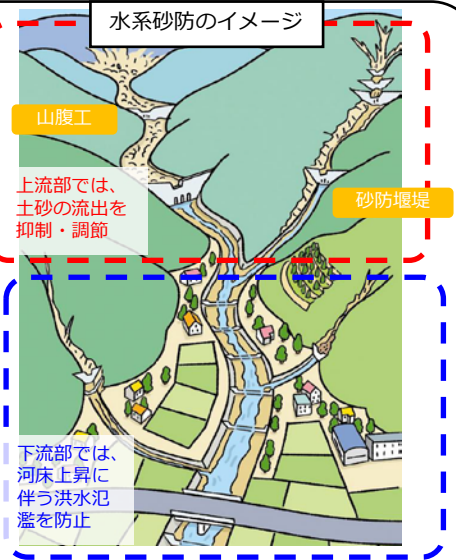 水系砂防のイメージ
山腹工
上流部では、
土砂の流出を
抑制・調節
砂防堰堤
下流部では、
河床上昇に
伴う洪水氾
濫を防止